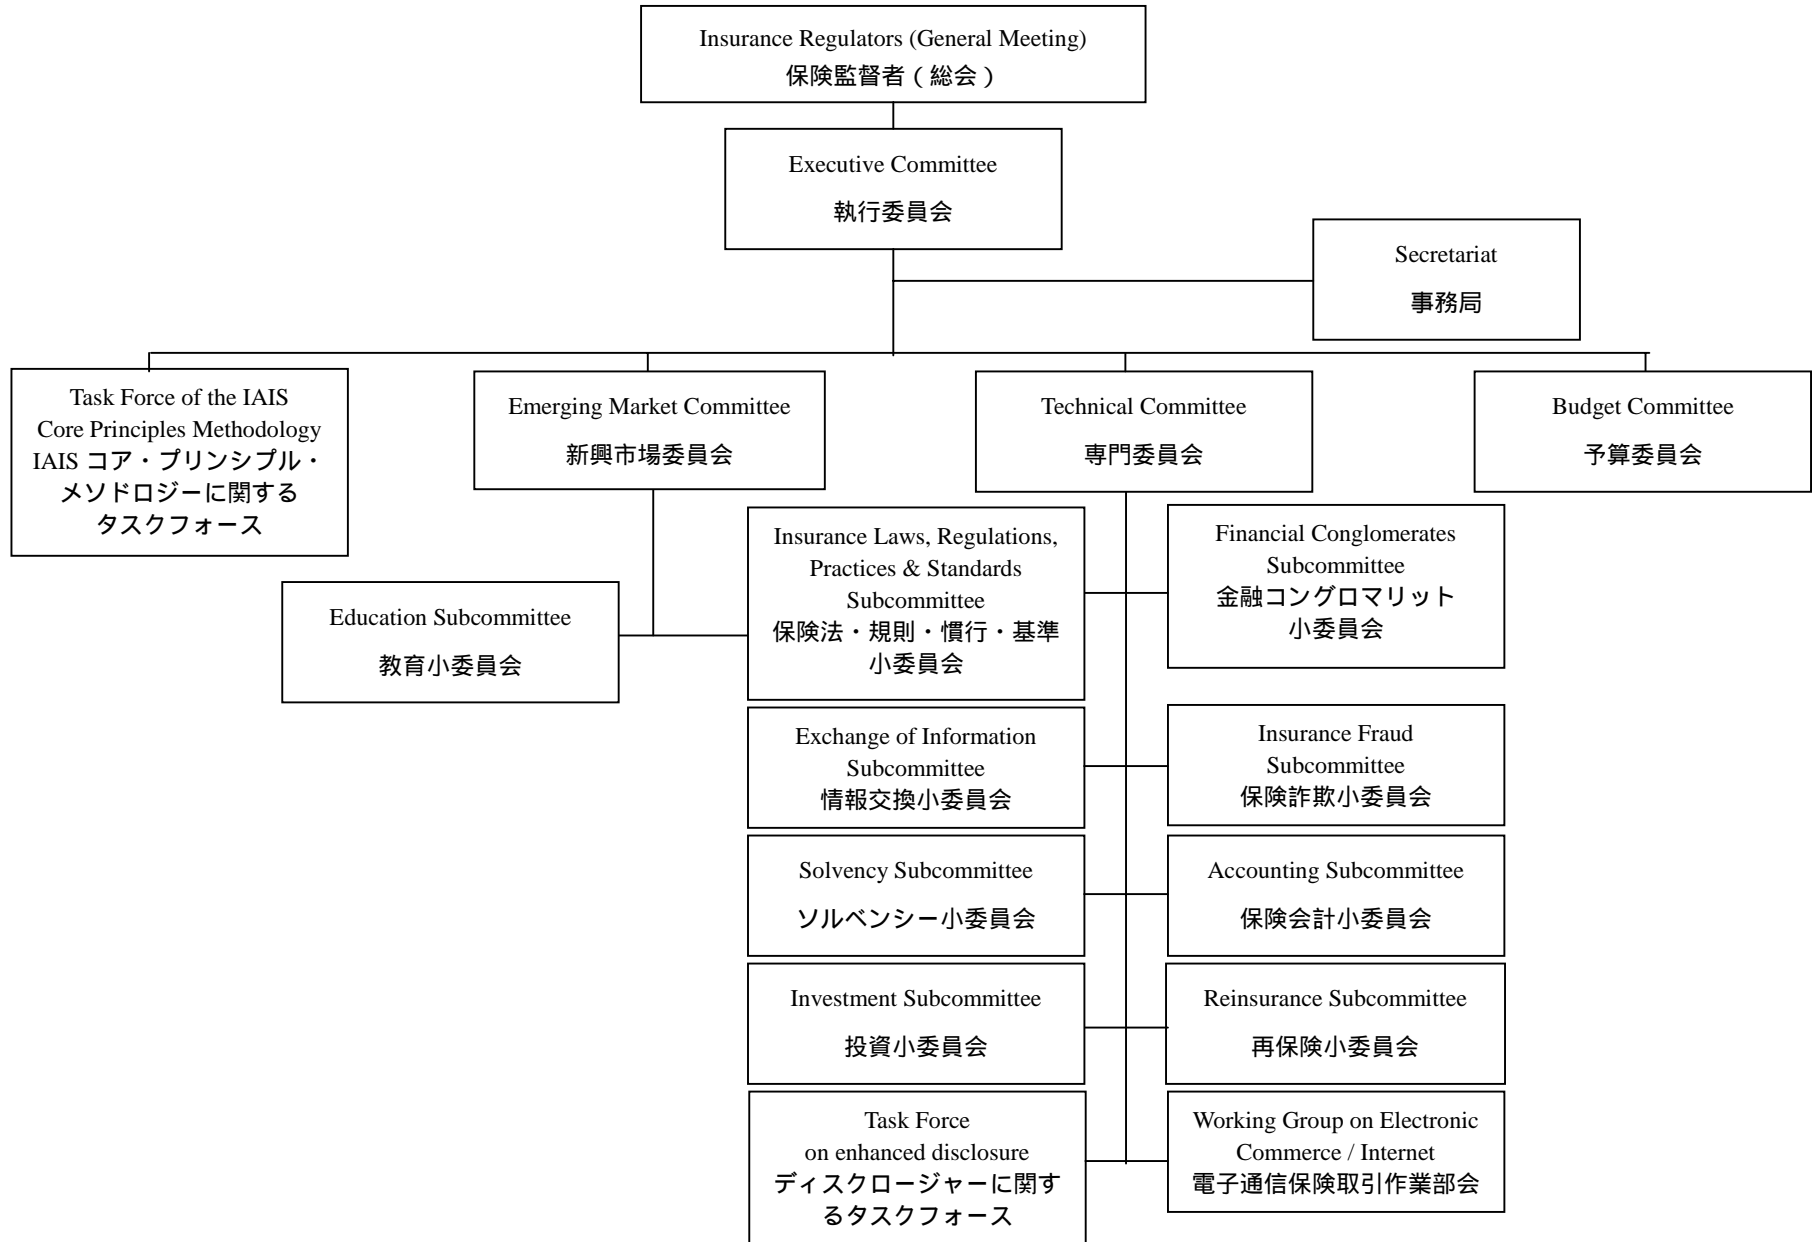 Insurance Regulators (General Meeting)
保険監督者（総会）
Executive Committee
執行委員会
Secretariat
事務局
Task Force of the IAIS
Core Principles Methodology
IAIS コア・プリンシプル・
メソドロジーに関する
タスクフォース
Emerging Market Committee
新興市場委員会
Technical Committee
専門委員会
Budget Committee
予算委員会
Education Subcommittee
教育小委員会
Insurance Laws, Regulations,
Practices & Standards
Subcommittee
保険法・規則・慣行・基準
小委員会
Financial Conglomerates
Subcommittee
金融コングロマリット
小委員会
Exchange of Information
Subcommittee
情報交換小委員会
Insurance Fraud
Subcommittee
保険詐欺小委員会
Solvency Subcommittee
ソルベンシー小委員会
Accounting Subcommittee
保険会計小委員会
Investment Subcommittee
投資小委員会
Reinsurance Subcommittee
再保険小委員会
Task Force
on enhanced disclosure
ディスクロージャーに関す
るタスクフォース
Working Group on Electronic
Commerce / Internet
電子通信保険取引作業部会